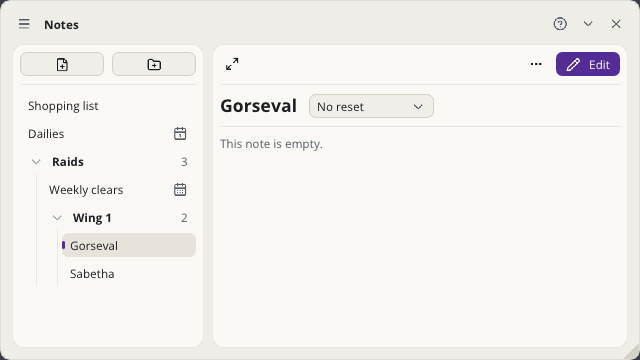 Notes
Edit
Shopping list
Dailies
Raids 3
Weekly clears
Wing 1 2
Gorseval
Sabetha
Gorseval No reset
This note is empty.